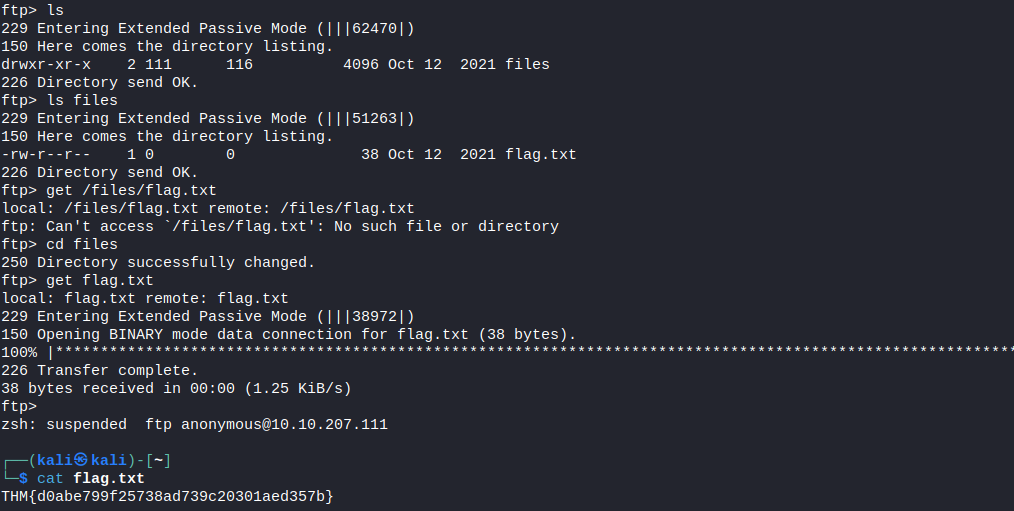 ftp> ls
229 Entering Extended Passive Mode (|||62470|)
150 Here comes the directory listing.
drwxr-xr-x    2 111      116          4096 Oct 12  2021 files
226 Directory send OK.
ftp> ls files
229 Entering Extended Passive Mode (|||51263|)
150 Here comes the directory listing.
-rw-r--r--    1 0        0              38 Oct 12  2021 flag.txt
226 Directory send OK.
ftp> get /files/flag.txt
local: /files/flag.txt remote: /files/flag.txt
ftp: Can't access `/files/flag.txt': No such file or directory
ftp> cd files
250 Directory successfully changed.
ftp> get flag.txt
local: flag.txt remote: flag.txt
229 Entering Extended Passive Mode (|||38972|)
150 Opening BINARY mode data connection for flag.txt (38 bytes).
100% |***********************************************************************************************************
226 Transfer complete.
38 bytes received in 00:00 (1.25 KiB/s)
ftp>
zsh: suspended  ftp anonymous@10.10.207.111
┌──(kali㉿kali)-[~]
└─$ cat flag.txt
THM{d0abe799f25738ad739c20301aed357b}